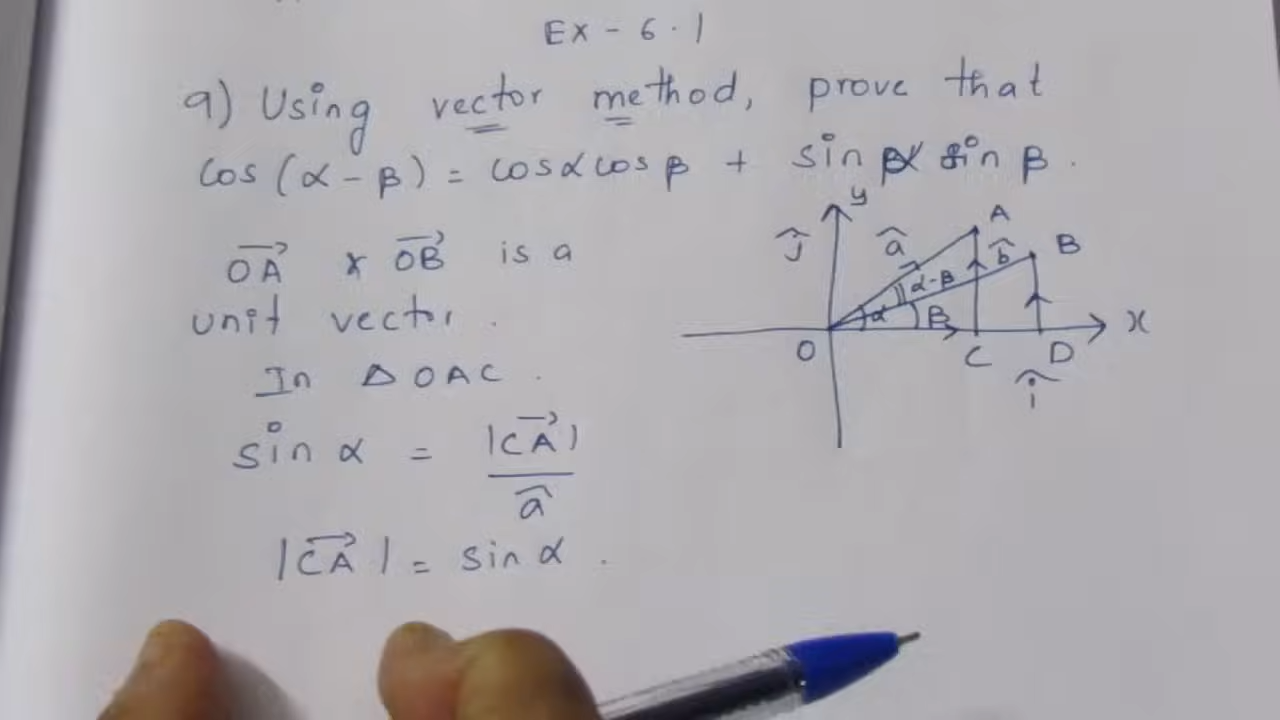 Ex - 6.1
9) Using vector method, prove that
cos (α - β) = cos α cos β + sin α sin β.
y
A
ĵ
â
b̂
B
OA⃗ x OB⃗ is a
α-β
α
β
x
unit vector.
O
C
D
In Δ OAC.
î
sin α = |CA⃗| / â
|CA⃗| = sin α.